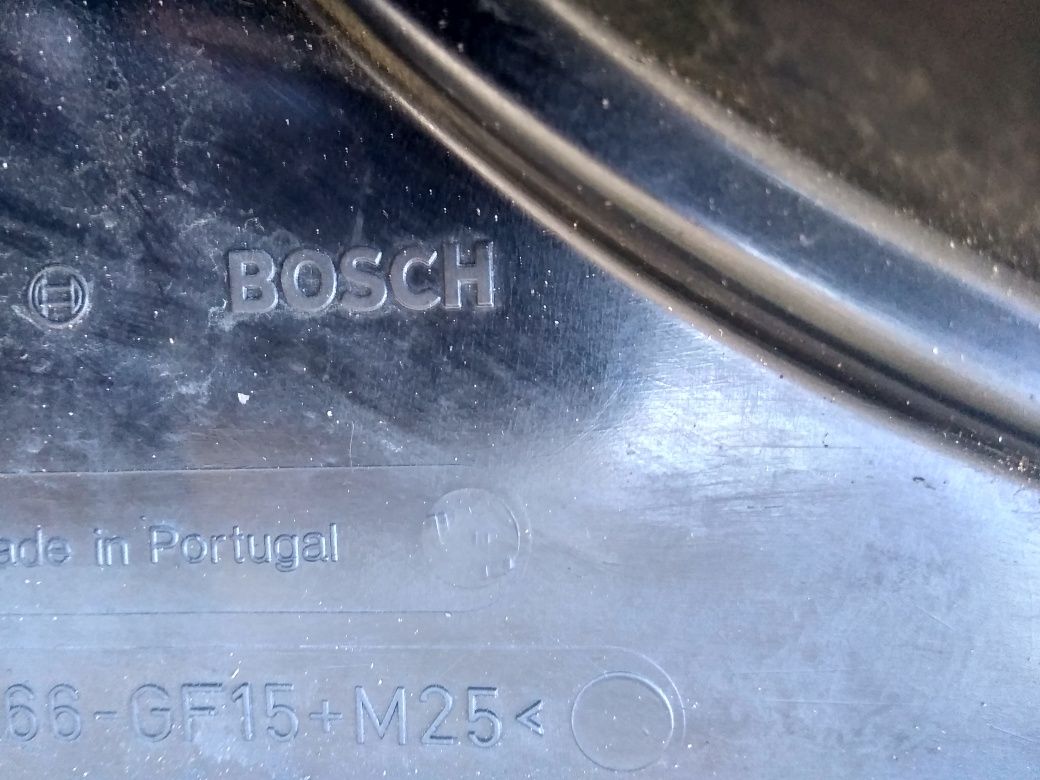 BOSCH
ade in Portugal
66-GF15+M25<